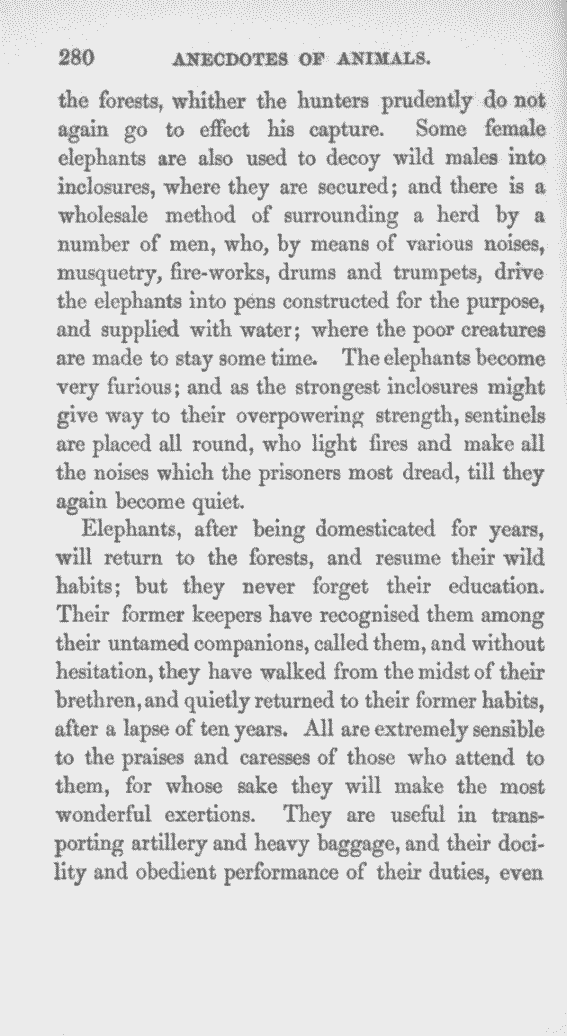 280 ANECDOTES OF ANIMALS.
the forests, whither the hunters prudently do not
again go to effect his capture. Some female
elephants are also used to decoy wild males into
inclosures, where they are secured; and there is a
wholesale method of surrounding a herd by a
number of men, who, by means of various noises,
musquetry, fire-works, drums and trumpets, drive
the elephants into pens constructed for the purpose,
and supplied with water; where the poor creatures
are made to stay some time. The elephants become
very furious; and as the strongest inclosures might
give way to their overpowering strength, sentinels
are placed all round, who light fires and make all
the noises which the prisoners most dread, till they
again become quiet.
Elephants, after being domesticated for years,
will return to the forests, and resume their wild
habits; but they never forget their education.
Their former keepers have recognised them among
their untamed companions, called them, and without
hesitation, they have walked from the midst of their
brethren, and quietly returned to their former habits,
after a lapse of ten years. All are extremely sensible
to the praises and caresses of those who attend to
them, for whose sake they will make the most
wonderful exertions. They are useful in trans-
porting artillery and heavy baggage, and their doci-
lity and obedient performance of their duties, even